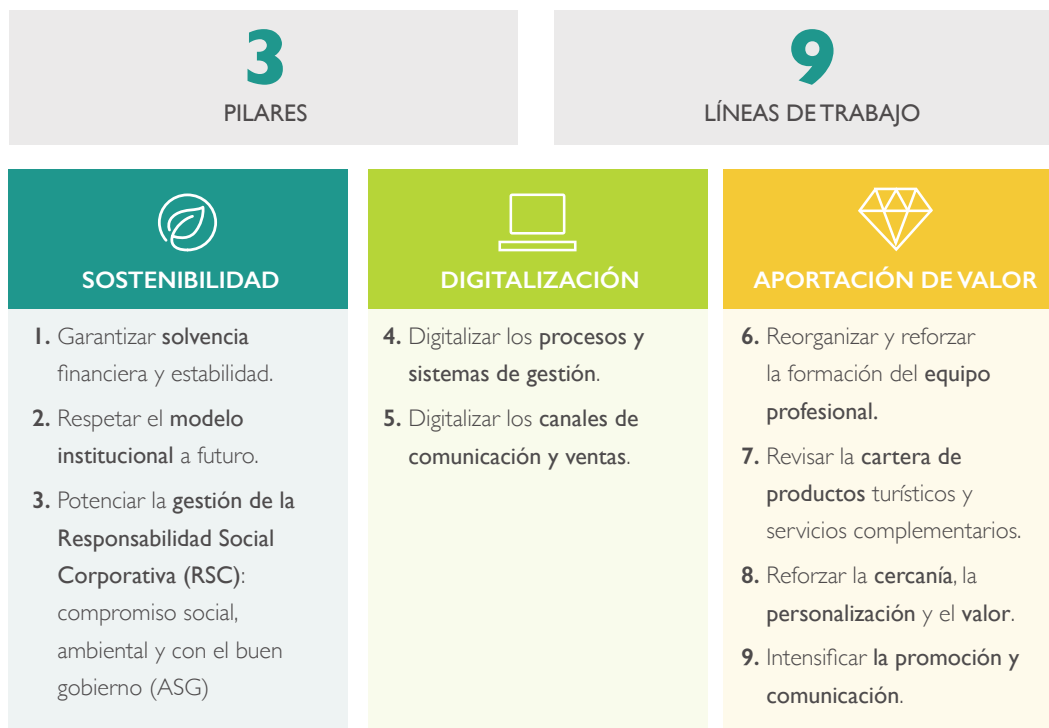 3
PILARES
9
LÍNEAS DE TRABAJO
SOSTENIBILIDAD
1. Garantizar solvencia
financiera y estabilidad.
2. Respetar el modelo
institucional a futuro.
3. Potenciar la gestión de la
Responsabilidad Social
Corporativa (RSC):
compromiso social,
ambiental y con el buen
gobierno (ASG)
DIGITALIZACIÓN
4. Digitalizar los procesos y
sistemas de gestión.
5. Digitalizar los canales de
comunicación y ventas.
APORTACIÓN DE VALOR
6. Reorganizar y reforzar
la formación del equipo
profesional.
7. Revisar la cartera de
productos turísticos y
servicios complementarios.
8. Reforzar la cercanía, la
personalización y el valor.
9. Intensificar la promoción y
comunicación.